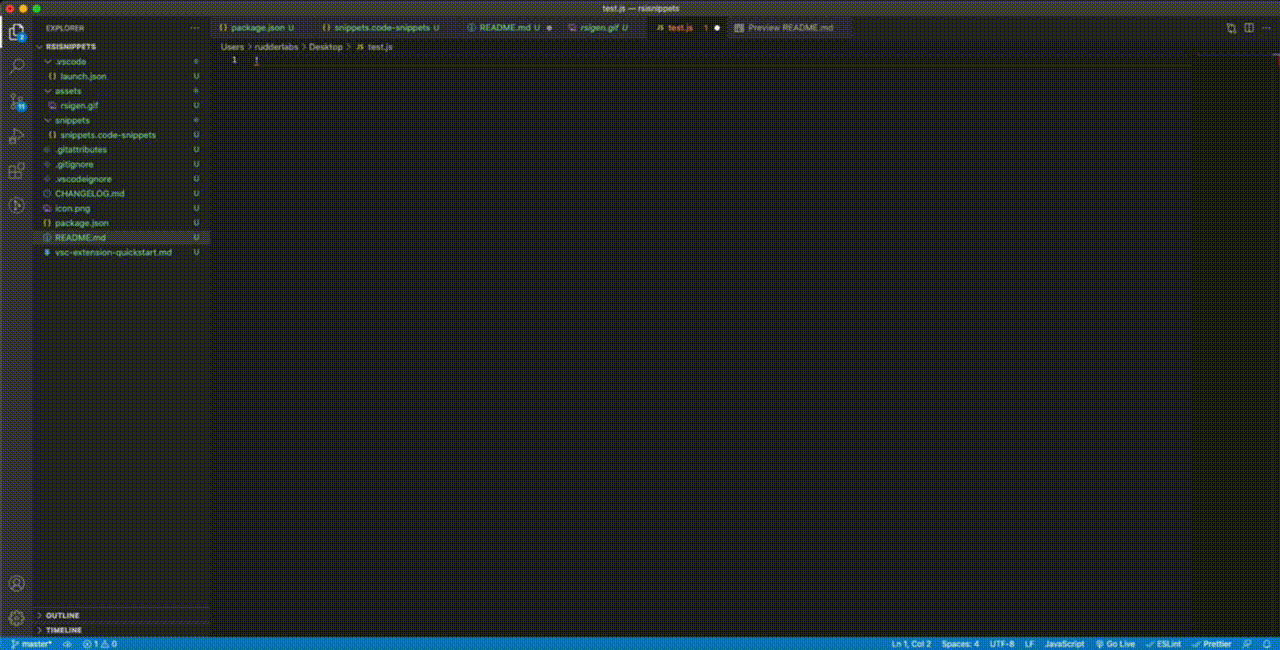 test.js — rsisnippets
EXPLORER ···
{} package.json U {} snippets.code-snippets U README.md U rsigen.gif U JS test.js 1 Preview README.md
RSISNIPPETS
Users > rudderlabs > Desktop > JS test.js
1 !
.vscode
{} launch.json U
assets
rsigen.gif U
snippets
{} snippets.code-snippets U
.gitattributes U
.gitignore U
.vscodeignore U
CHANGELOG.md U
icon.png U
{} package.json U
README.md U
vsc-extension-quickstart.md U
2
11
OUTLINE
TIMELINE
master* 1 0 Ln 1, Col 2 Spaces: 4 UTF-8 LF JavaScript Go Live ESLint Prettier